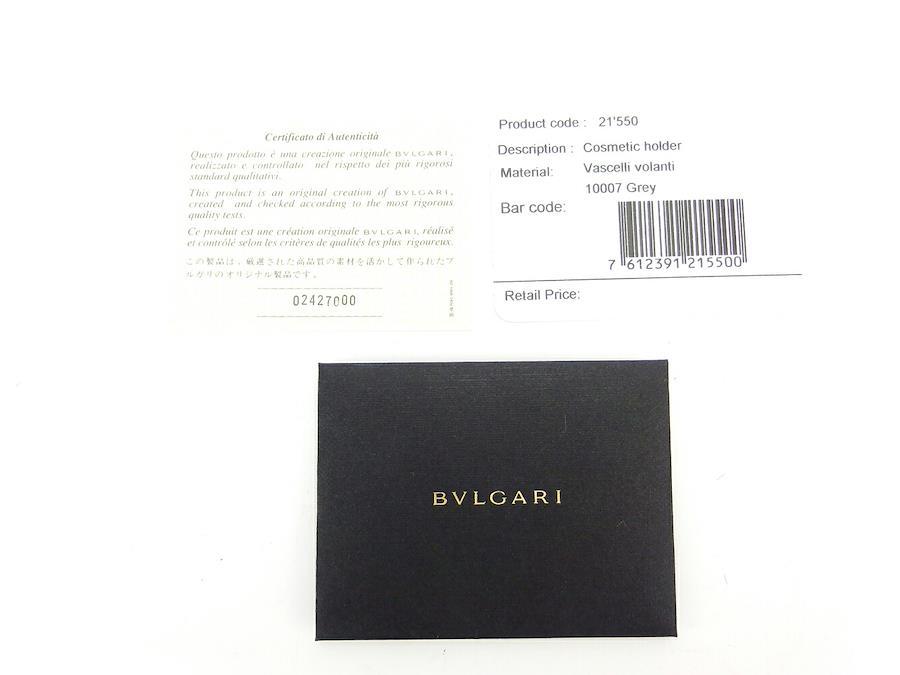 Certificato di Autenticità
Questo prodotto è una creazione originale BVLGARI,
realizzato e controllato nel rispetto dei più rigorosi
standard qualitativi.
This product is an original creation of BVLGARI,
created and checked according to the most rigorous
quality tests.
Ce produit est une création originale BVLGARI, réalisé
et contrôlé selon les critères de qualités les plus rigoureux.
この製品は、厳選された高品質の素材を活かして作られたブ
ルガリのオリジナル製品です。
02427000
Product code : 21'550
Description : Cosmetic holder
Material: Vascelli volanti
10007 Grey
Bar code:
7 612391 215500
Retail Price:
BVLGARI